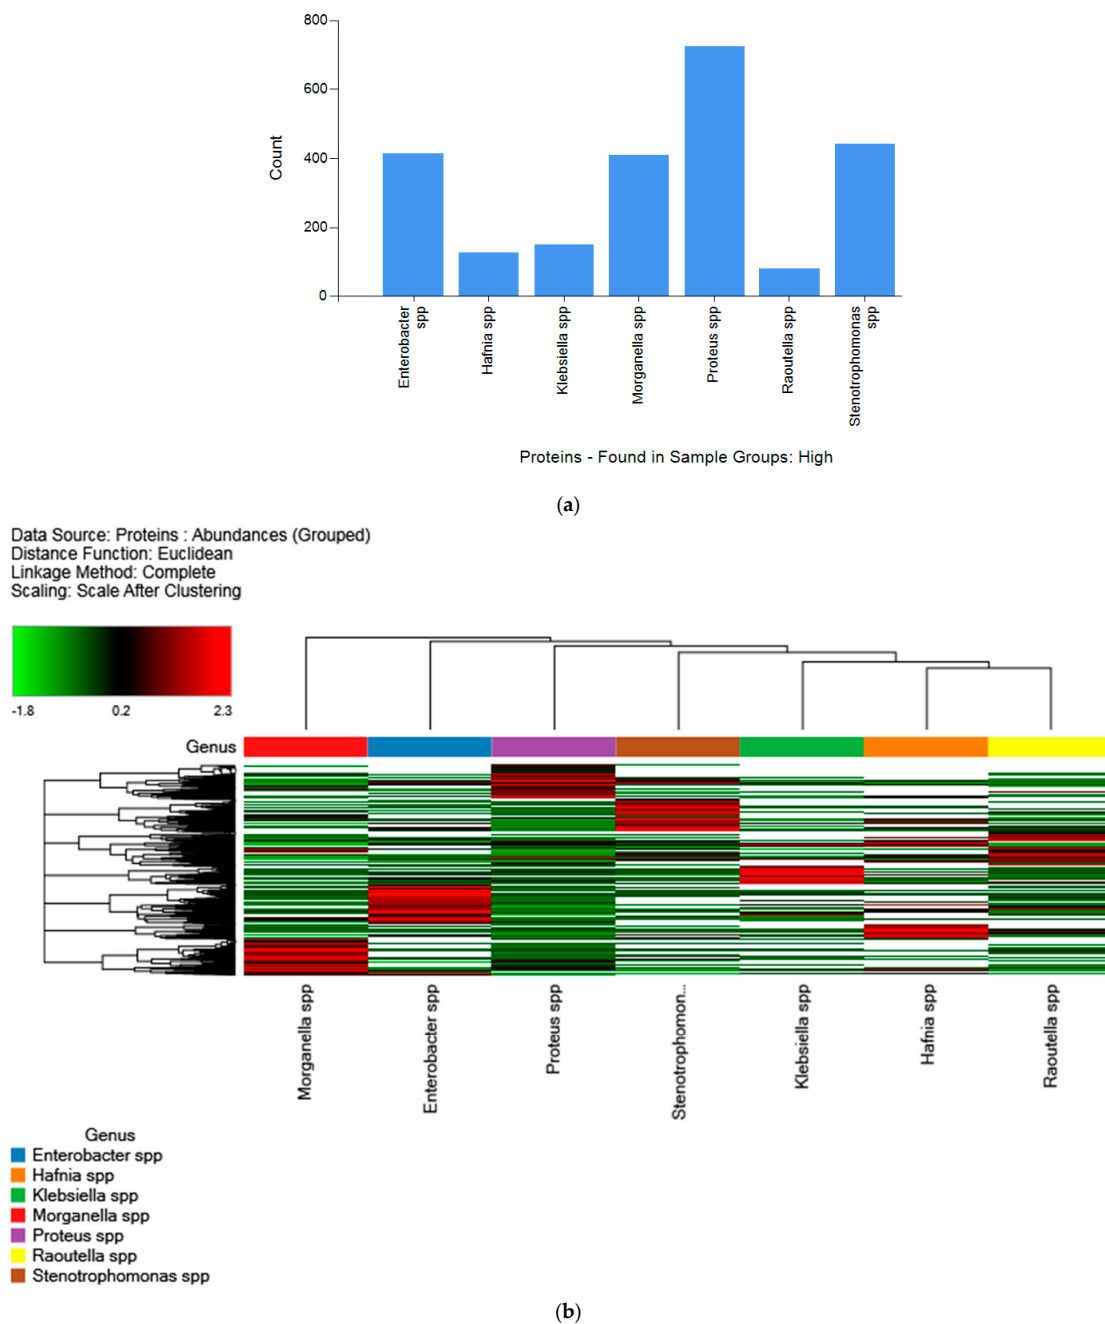 800
600
400
200
0
Count
Enterobacter
spp
Hafnia spp
Klebsiella spp
Morganella spp
Proteus spp
Raoutella spp
Stenotrophomonas
spp
Proteins - Found in Sample Groups: High
(a)
Data Source: Proteins : Abundances (Grouped)
Distance Function: Euclidean
Linkage Method: Complete
Scaling: Scale After Clustering
-1.8 0.2 2.3
Genus
Morganella spp
Enterobacter spp
Proteus spp
Stenotrophomon...
Klebsiella spp
Hafnia spp
Raoutella spp
Genus
Enterobacter spp
Hafnia spp
Klebsiella spp
Morganella spp
Proteus spp
Raoutella spp
Stenotrophomonas spp
(b)